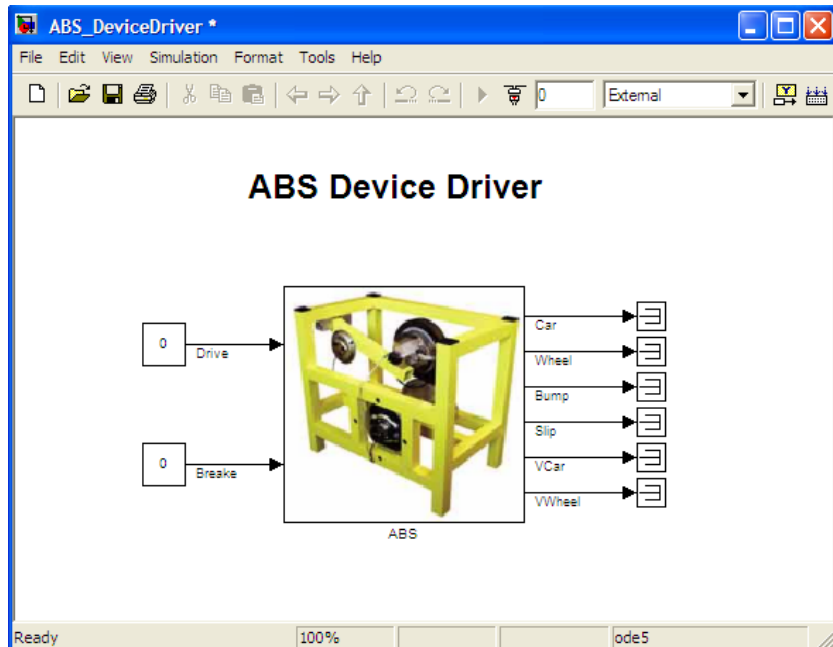 ABS_DeviceDriver *
File Edit View Simulation Format Tools Help
0 External
ABS Device Driver
0
Drive
0
Breake
Car
Wheel
Bump
Slip
VCar
VWheel
ABS
Ready 100% ode5